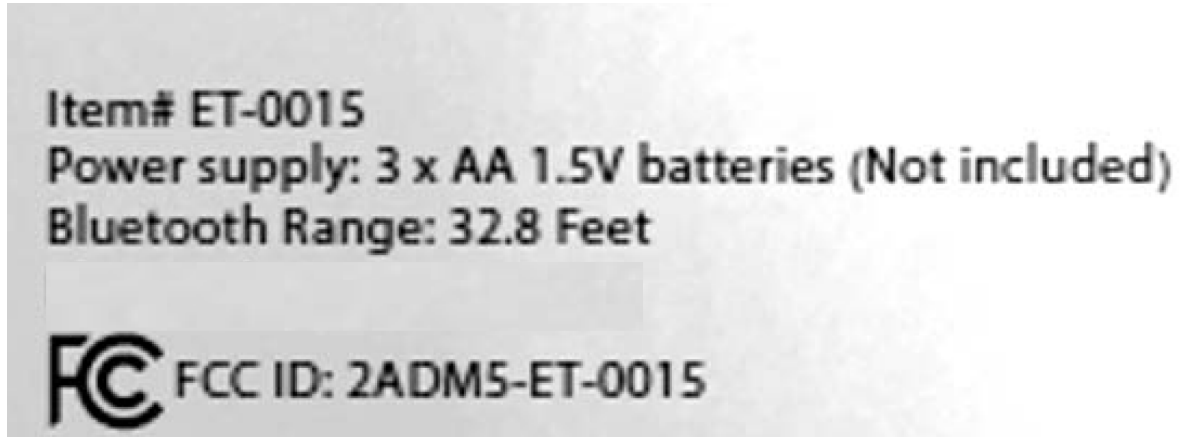 Item# ET-0015
Power supply: 3 x AA 1.5V batteries (Not included)
Bluetooth Range: 32.8 Feet
FC FCC ID: 2ADM5-ET-0015